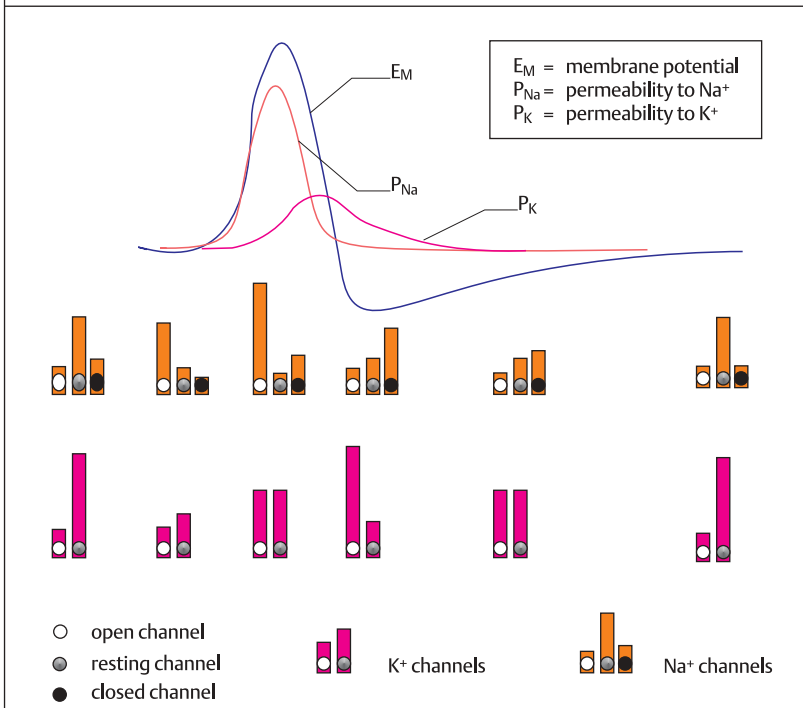 E_M
P_Na
P_K
E_M = membrane potential
P_Na = permeability to Na⁺
P_K = permeability to K⁺
open channel
resting channel
closed channel
K⁺ channels
Na⁺ channels